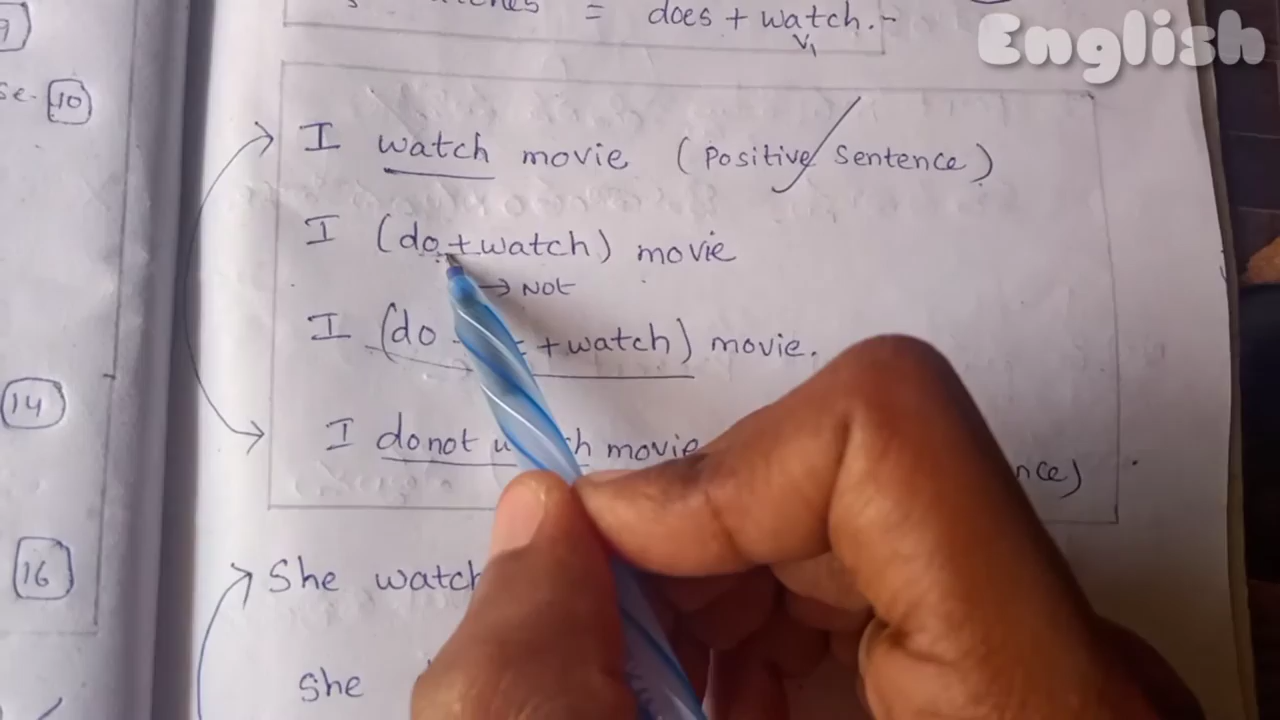 = does + watch.
V1
English
10
I watch movie (Positive Sentence)
I (do + watch) movie
→ Not
I (do + watch) movie.
14
I donot movie
16
She
She